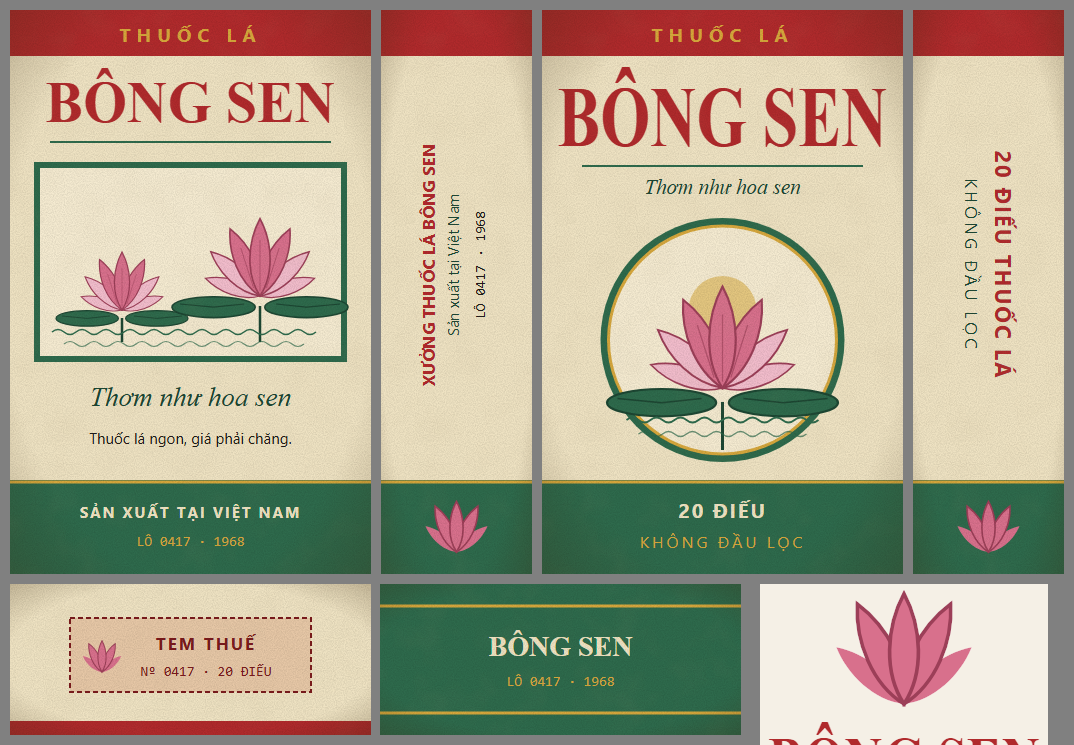 THUỐC LÁ
BÔNG SEN
Thơm như hoa sen
Thuốc lá ngon, giá phải chăng.
SẢN XUẤT TẠI VIỆT NAM
LÔ 0417 · 1968
XƯỞNG THUỐC LÁ BÔNG SEN
Sản xuất tại Việt Nam
LÔ 0417 · 1968
THUỐC LÁ
BÔNG SEN
Thơm như hoa sen
20 ĐIẾU
KHÔNG ĐẦU LỌC
20 ĐIẾU THUỐC LÁ
KHÔNG ĐẦU LỌC
TEM THUẾ
Nº 0417 · 20 ĐIẾU
BÔNG SEN
LÔ 0417 · 1968
BÔNG SEN